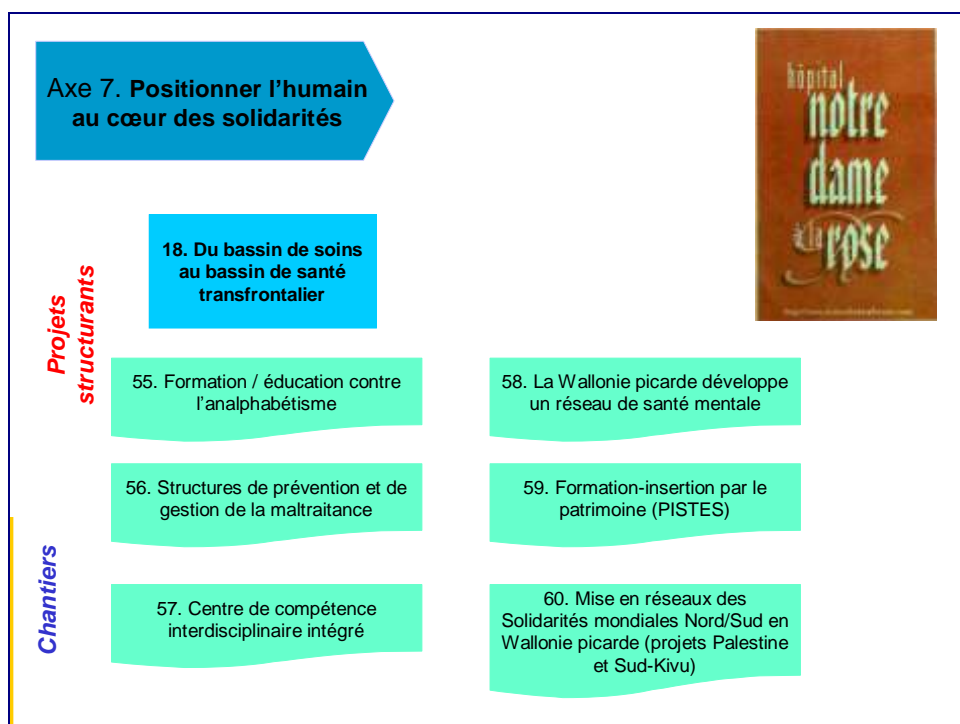 Axe 7. Positionner l'humain
au cœur des solidarités
hôpital
notre
dame
de la
rose
18. Du bassin de soins
au bassin de santé
transfrontalier
Projets
structurants
55. Formation / éducation contre
l'analphabétisme
58. La Wallonie picarde développe
un réseau de santé mentale
56. Structures de prévention et de
gestion de la maltraitance
59. Formation-insertion par le
patrimoine (PISTES)
Chantiers
57. Centre de compétence
interdisciplinaire intégré
60. Mise en réseaux des
Solidarités mondiales Nord/Sud en
Wallonie picarde (projets Palestine
et Sud-Kivu)